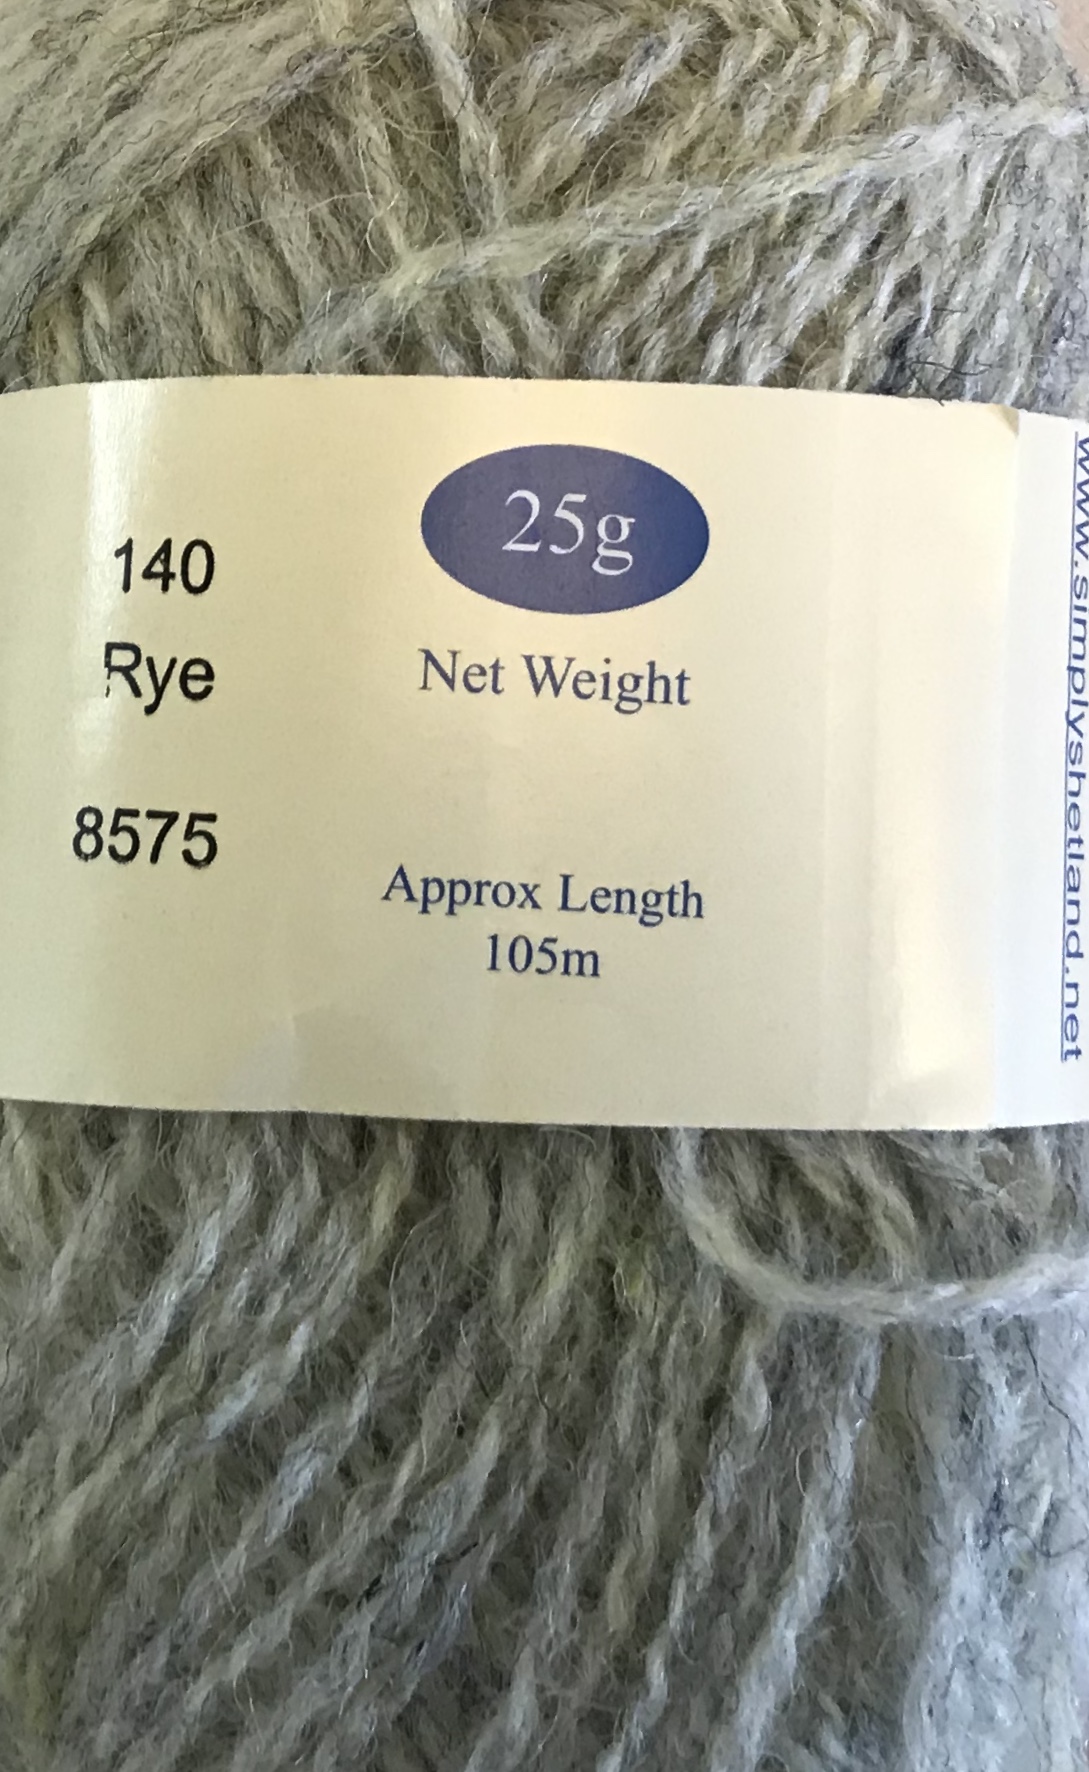 140
Rye
8575
25g
Net Weight
Approx Length
105m
www.simplyshetland.net